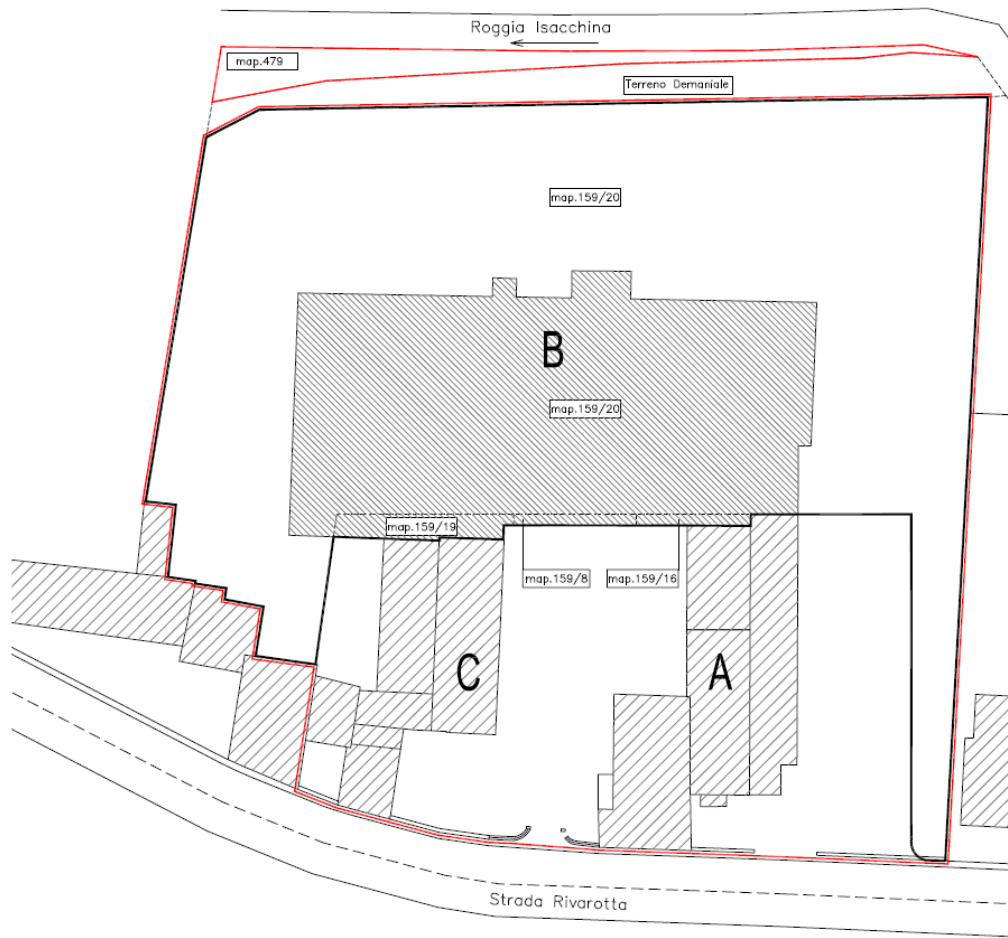 Roggia Isacchina
map.479
Terreno Demaniale
map.159/20
B
map.159/20
map.159/19
map.159/8
map.159/16
C
A
Strada Rivarotta